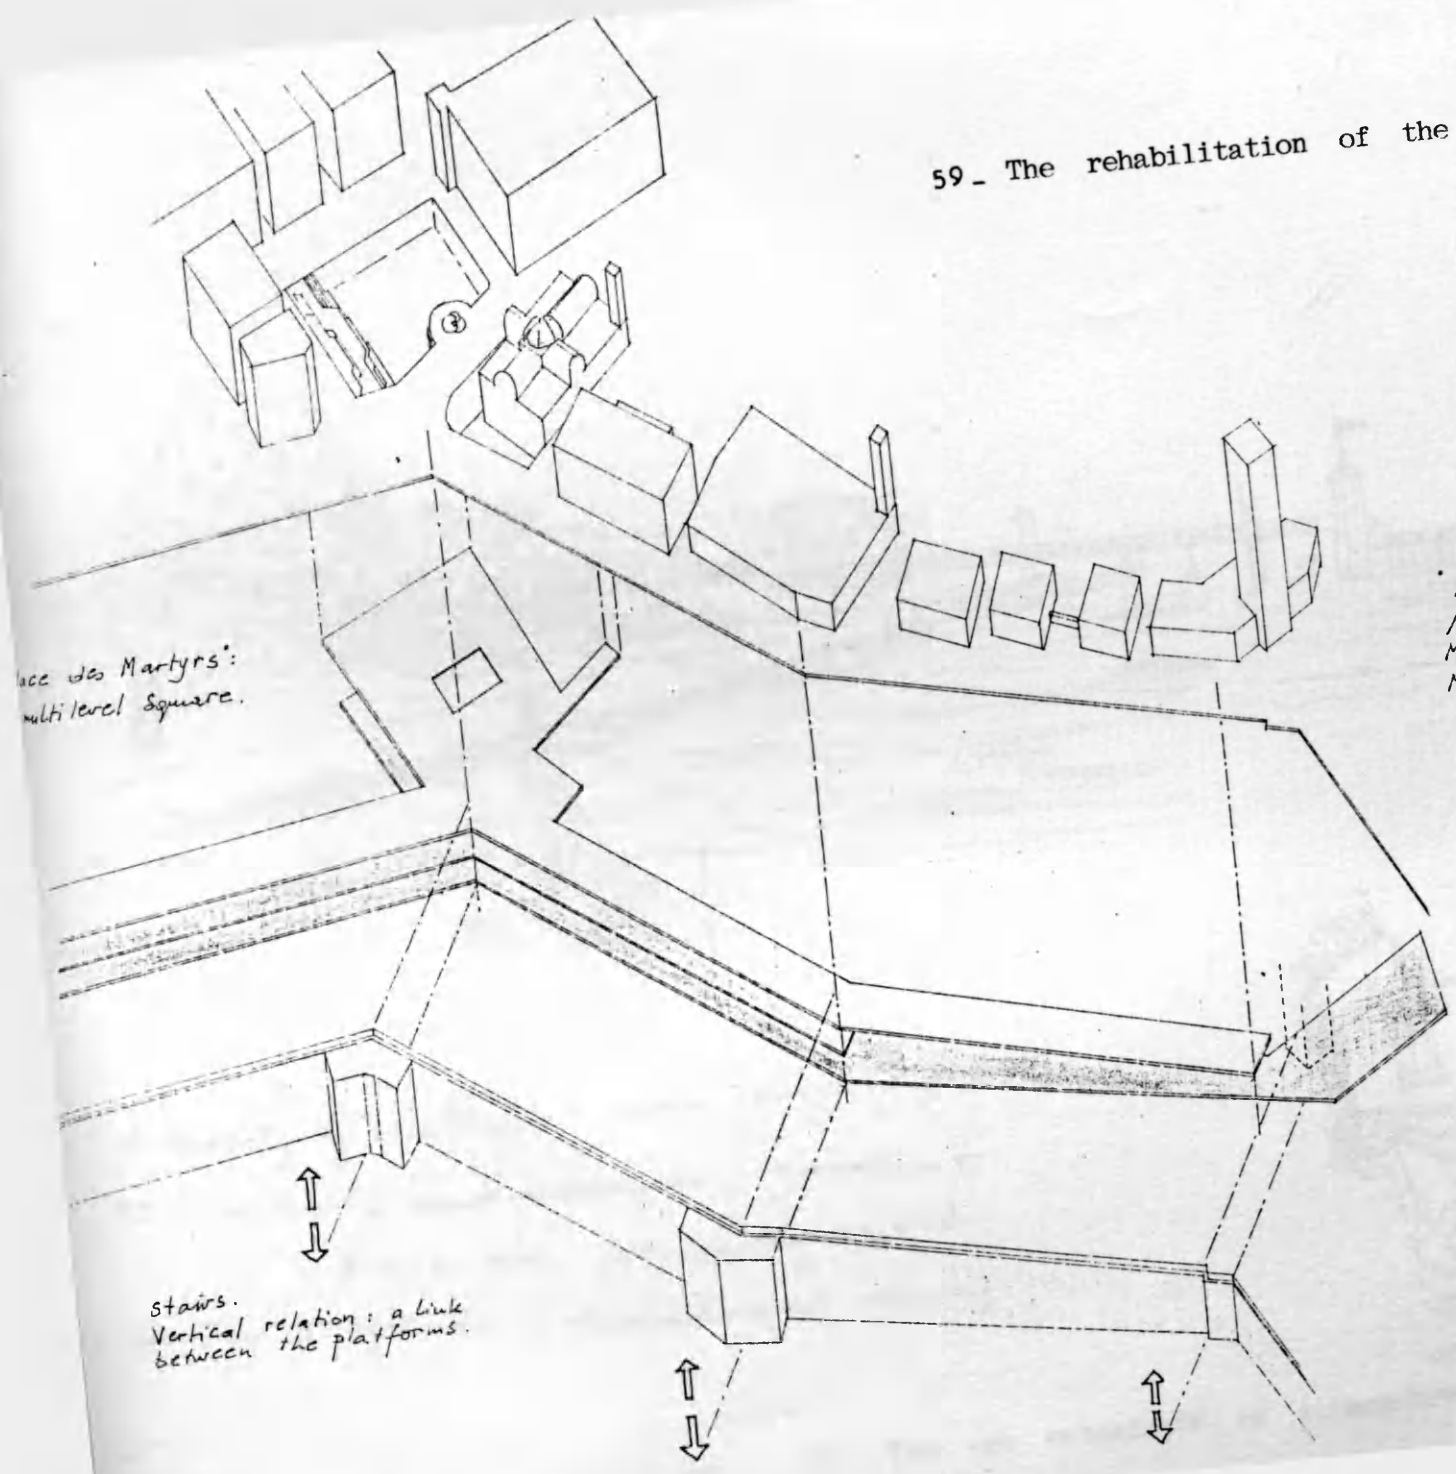 59_ The rehabilitation of the
lace des Martyrs":
multilevel Square.
stairs.
Vertical relation: a link
between the platforms.